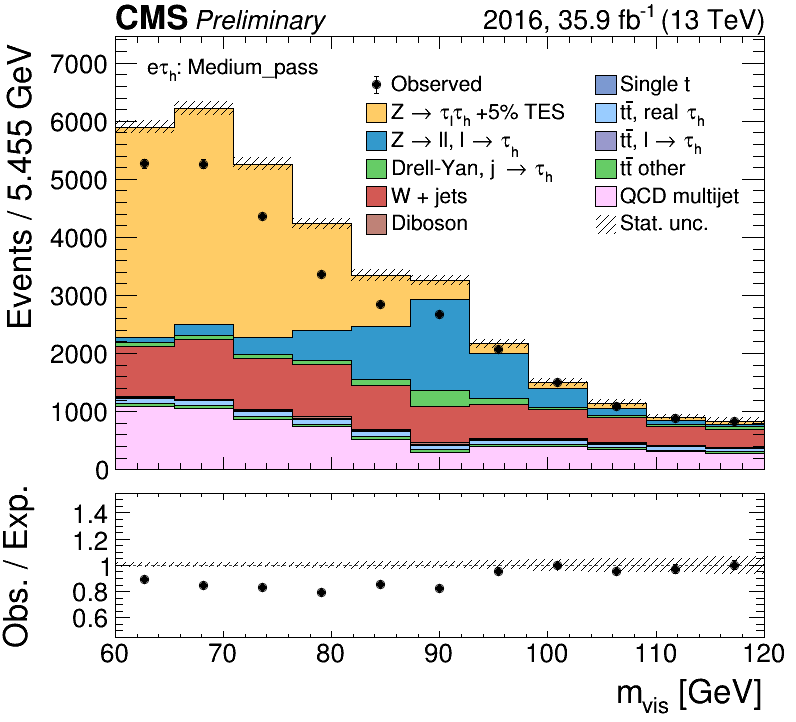 CMS Preliminary 2016, 35.9 fb⁻¹ (13 TeV)
eτh: Medium_pass
Observed
Z → τlτh +5% TES
Z → ll, l → τh
Drell-Yan, j → τh
W + jets
Diboson
Single t
tt̄, real τh
tt̄, l → τh
tt̄ other
QCD multijet
Stat. unc.
Events / 5.455 GeV
7000
6000
5000
4000
3000
2000
1000
0
Obs. / Exp.
1.4
1.2
1
0.8
0.6
60 70 80 90 100 110 120
mvis [GeV]